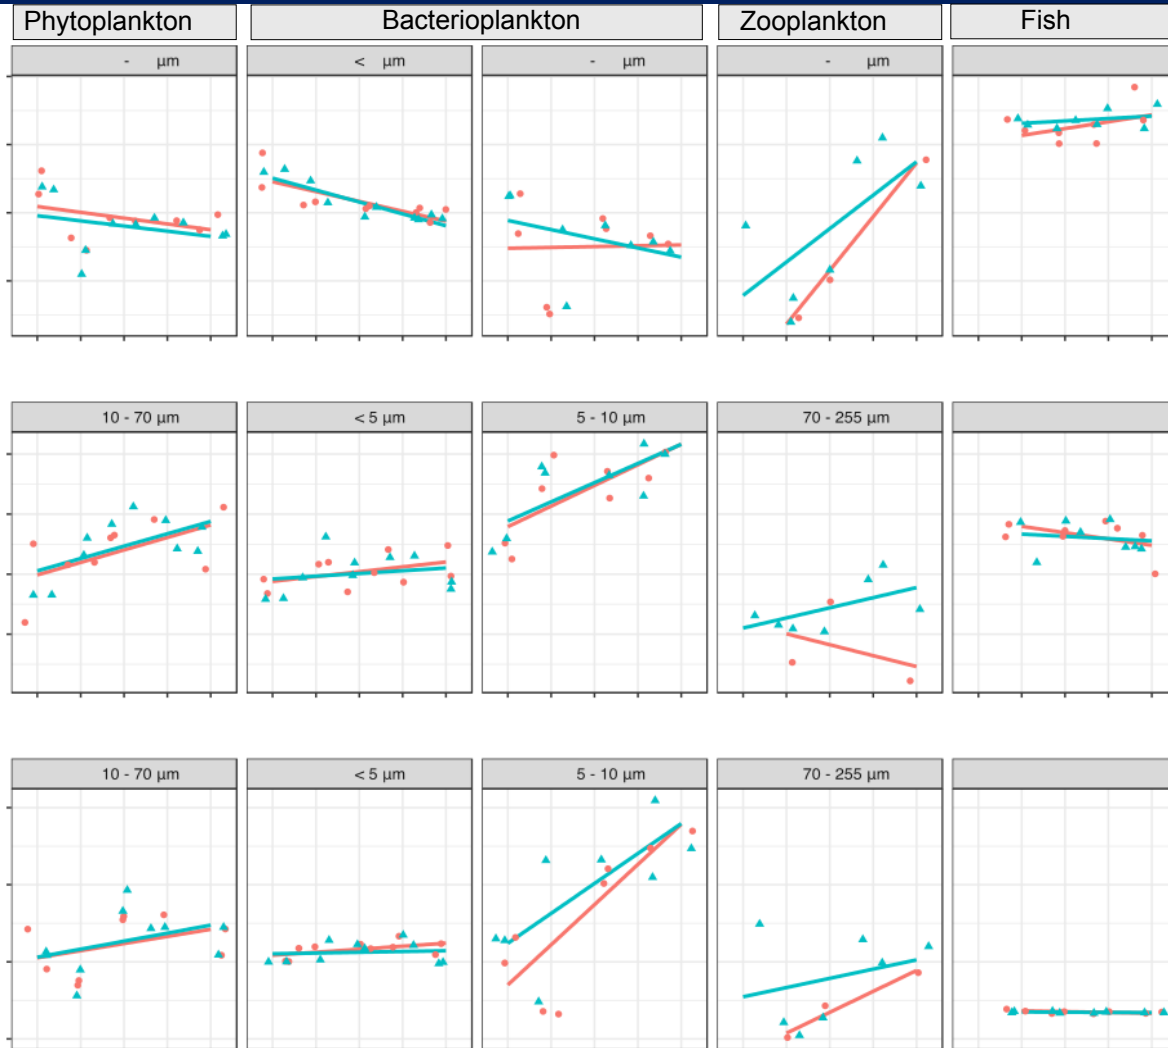 Phytoplankton
Bacterioplankton
Zooplankton
Fish
- µm
< µm
- µm
- µm
10 - 70 µm
< 5 µm
5 - 10 µm
70 - 255 µm
10 - 70 µm
< 5 µm
5 - 10 µm
70 - 255 µm